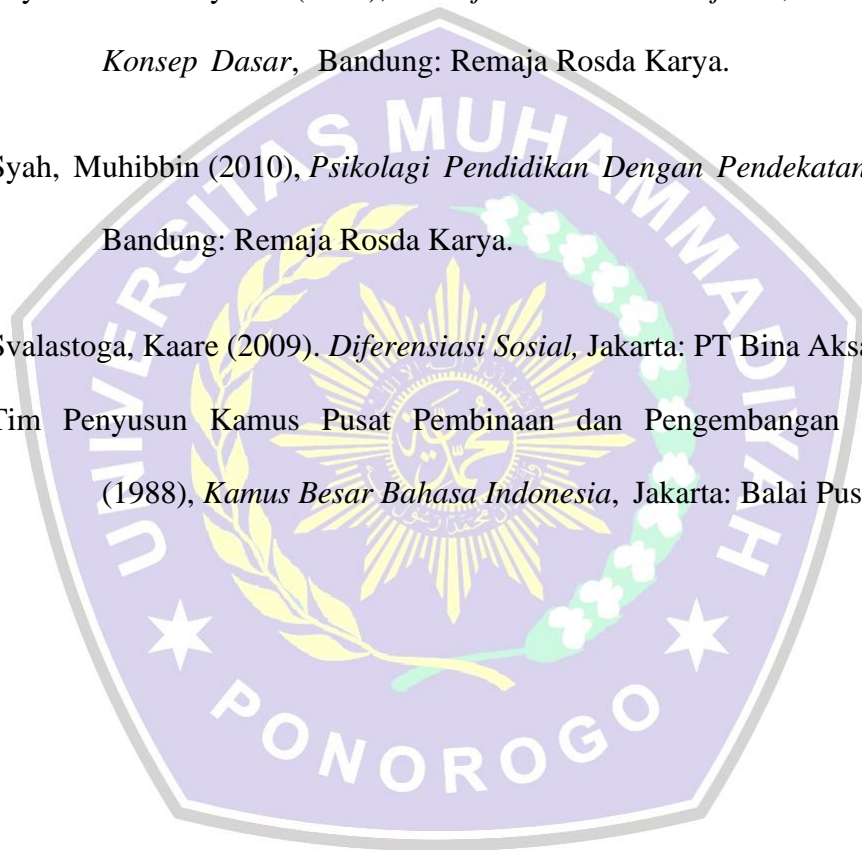 Konsep Dasar, Bandung: Remaja Rosda Karya.
Syah, Muhibbin (2010), Psikolagi Pendidikan Dengan Pendekatan
Bandung: Remaja Rosda Karya.
Svalastoga, Kaare (2009). Diferensiasi Sosial, Jakarta: PT Bina Aksa
Tim Penyusun Kamus Pusat Pembinaan dan Pengembangan
(1988), Kamus Besar Bahasa Indonesia, Jakarta: Balai Pus
UNIVERSITAS MUHAMMADIYAH
PONOROGO